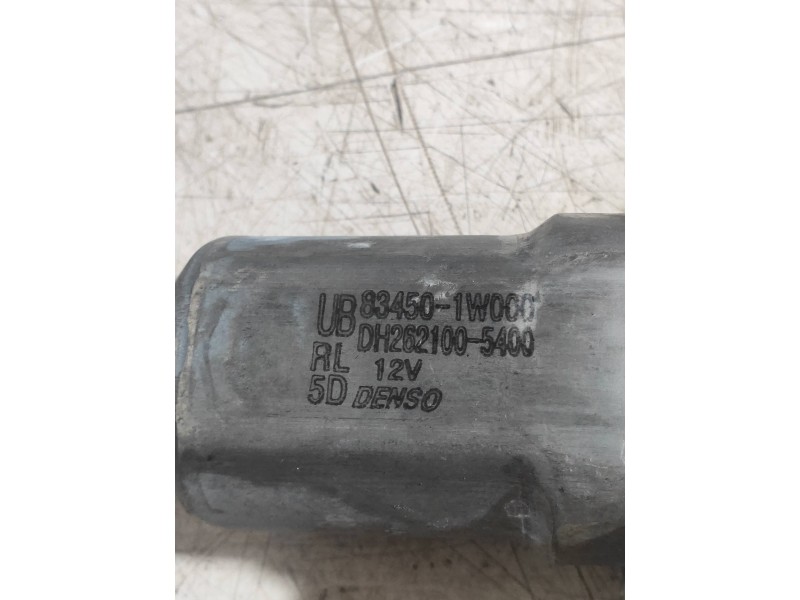 UB 83450-1W000
DH262100-5400
RL 12V
5D DENSO